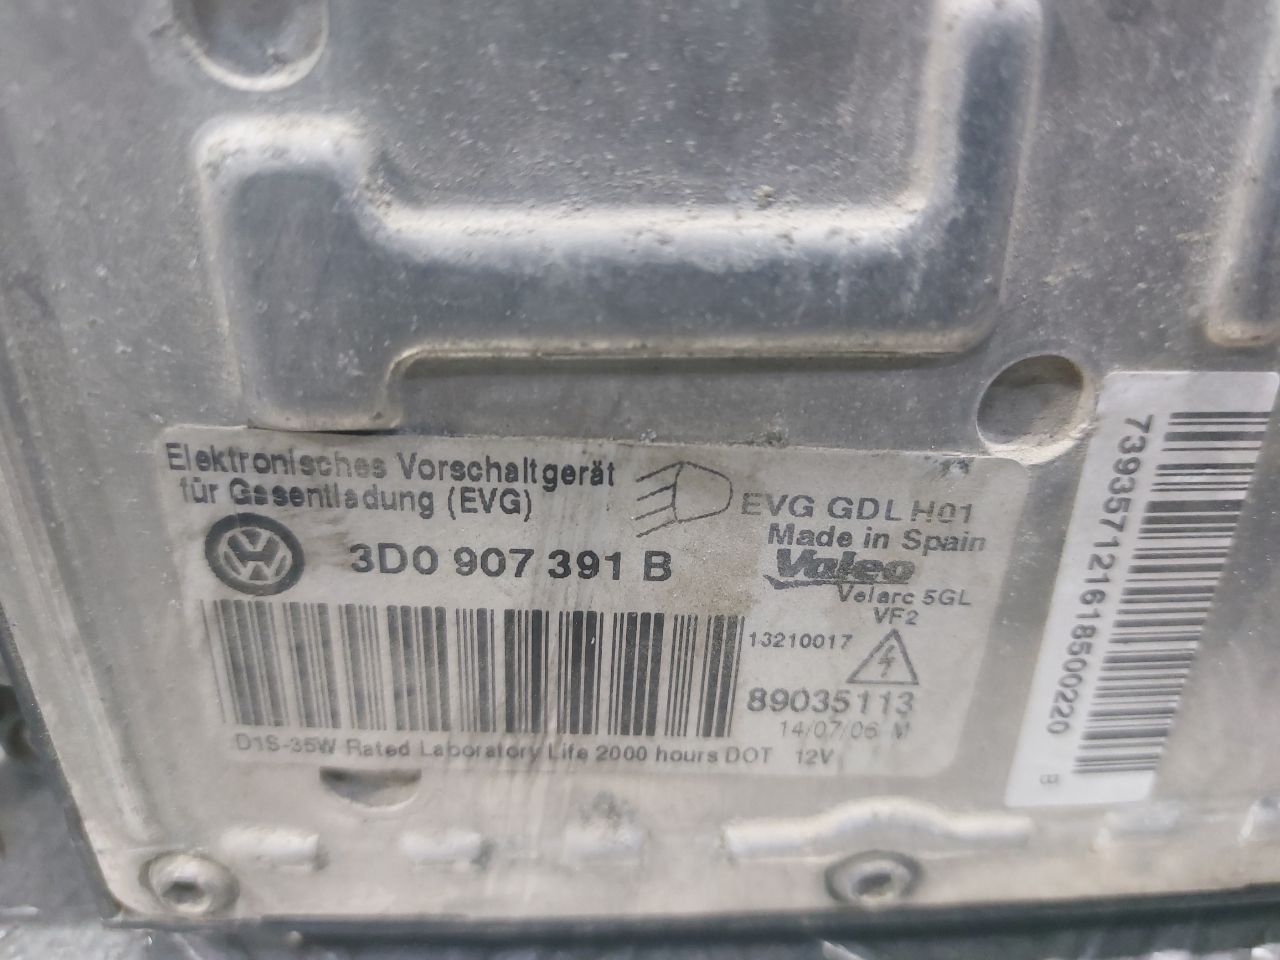 Elektronisches Vorschaltgerät
für Gasentladung (EVG)
EVG GDL H01
Made in Spain
3D0 907 391 B
Valeo
Velarc 5GL
VF2
13210017
89035113
14/07/06 M
D1S-35W Rated Laboratory Life 2000 hours DOT 12V
739357121618500220
B